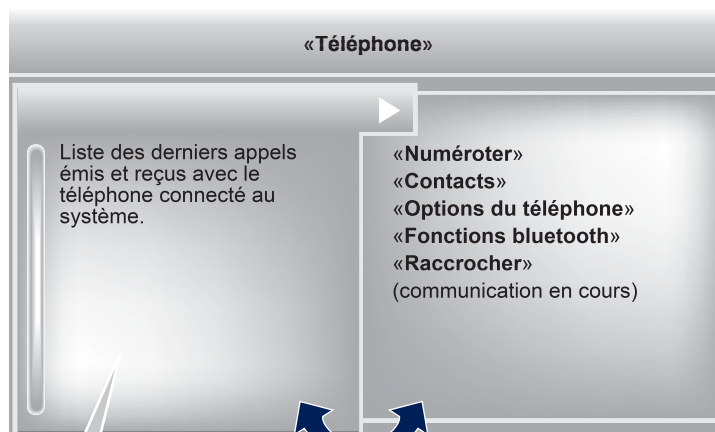 «Téléphone»
Liste des derniers appels
émis et reçus avec le
téléphone connecté au
système.
«Numéroter»
«Contacts»
«Options du téléphone»
«Fonctions bluetooth»
«Raccrocher»
(communication en cours)